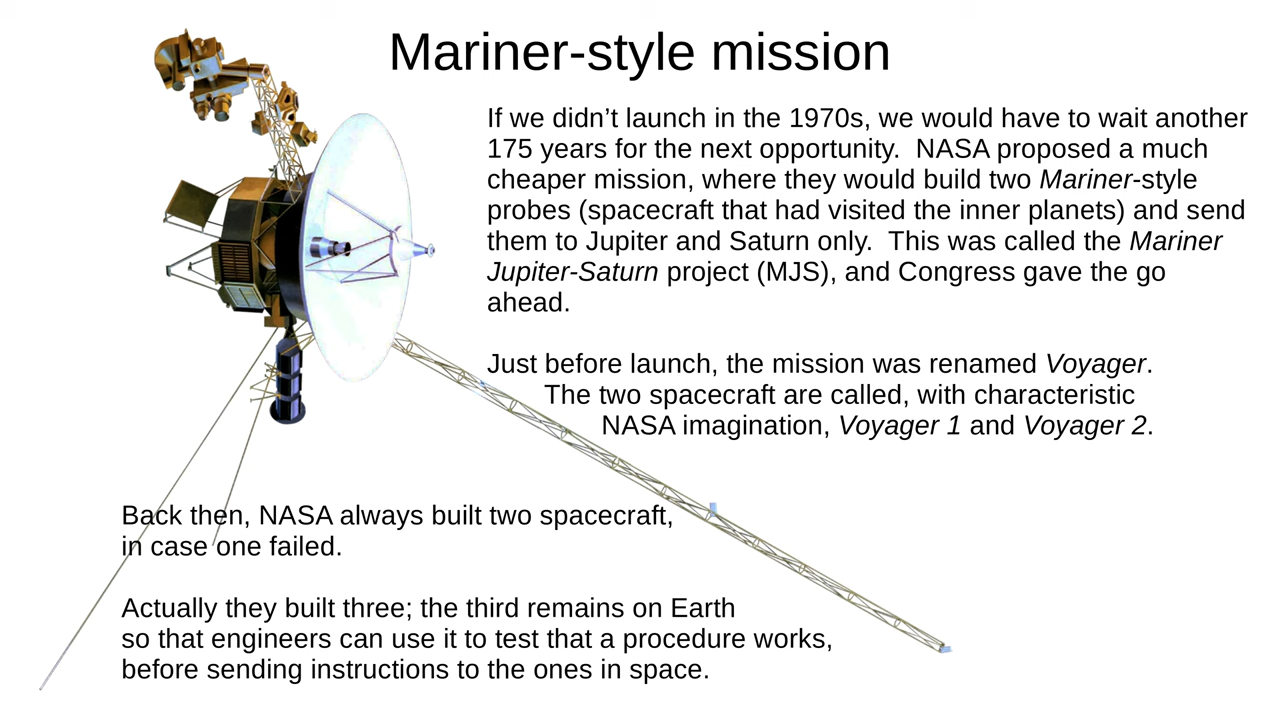 Mariner-style mission
If we didn’t launch in the 1970s, we would have to wait another
175 years for the next opportunity.  NASA proposed a much
cheaper mission, where they would build two Mariner-style
probes (spacecraft that had visited the inner planets) and send
them to Jupiter and Saturn only.  This was called the Mariner
Jupiter-Saturn project (MJS), and Congress gave the go
ahead.
Just before launch, the mission was renamed Voyager.
The two spacecraft are called, with characteristic
NASA imagination, Voyager 1 and Voyager 2.
Back then, NASA always built two spacecraft,
in case one failed.
Actually they built three; the third remains on Earth
so that engineers can use it to test that a procedure works,
before sending instructions to the ones in space.